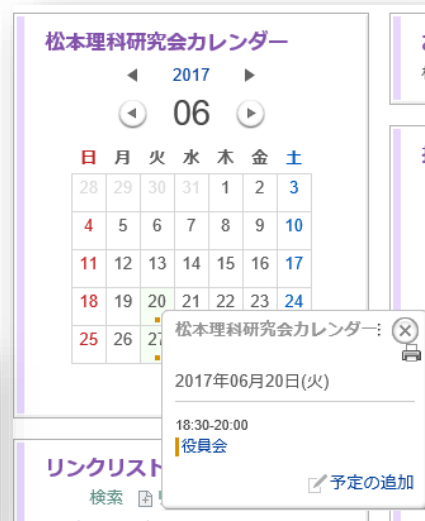 松本理科研究会カレンダー
2017
06
日 月 火 水 木 金 土
28 29 30 31 1 2 3
4 5 6 7 8 9 10
11 12 13 14 15 16 17
18 19 20 21 22 23 24
25 26 27
松本理科研究会カレンダー
2017年06月20日(火)
18:30-20:00
役員会
予定の追加
リンクリスト
検索